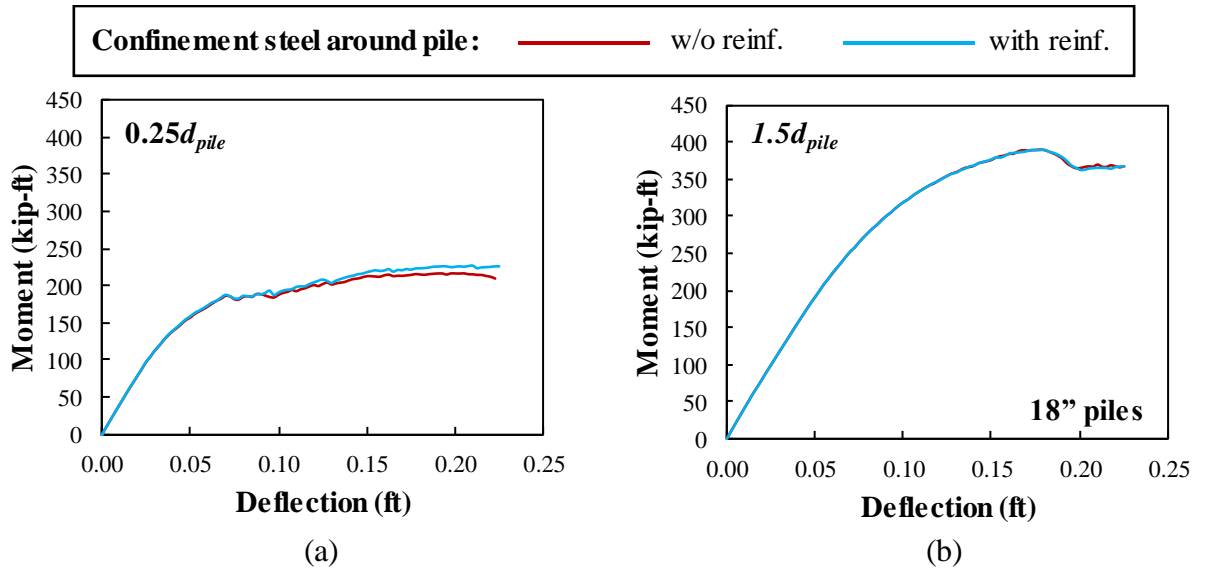 Confinement steel around pile: w/o reinf. with reinf.
450
400
350
300
250
200
150
100
50
0
Moment (kip-ft)
0.25dpile
0.00 0.05 0.10 0.15 0.20 0.25
Deflection (ft)
(a)
450
400
350
300
250
200
150
100
50
0
Moment (kip-ft)
1.5dpile
18” piles
0.00 0.05 0.10 0.15 0.20 0.25
Deflection (ft)
(b)